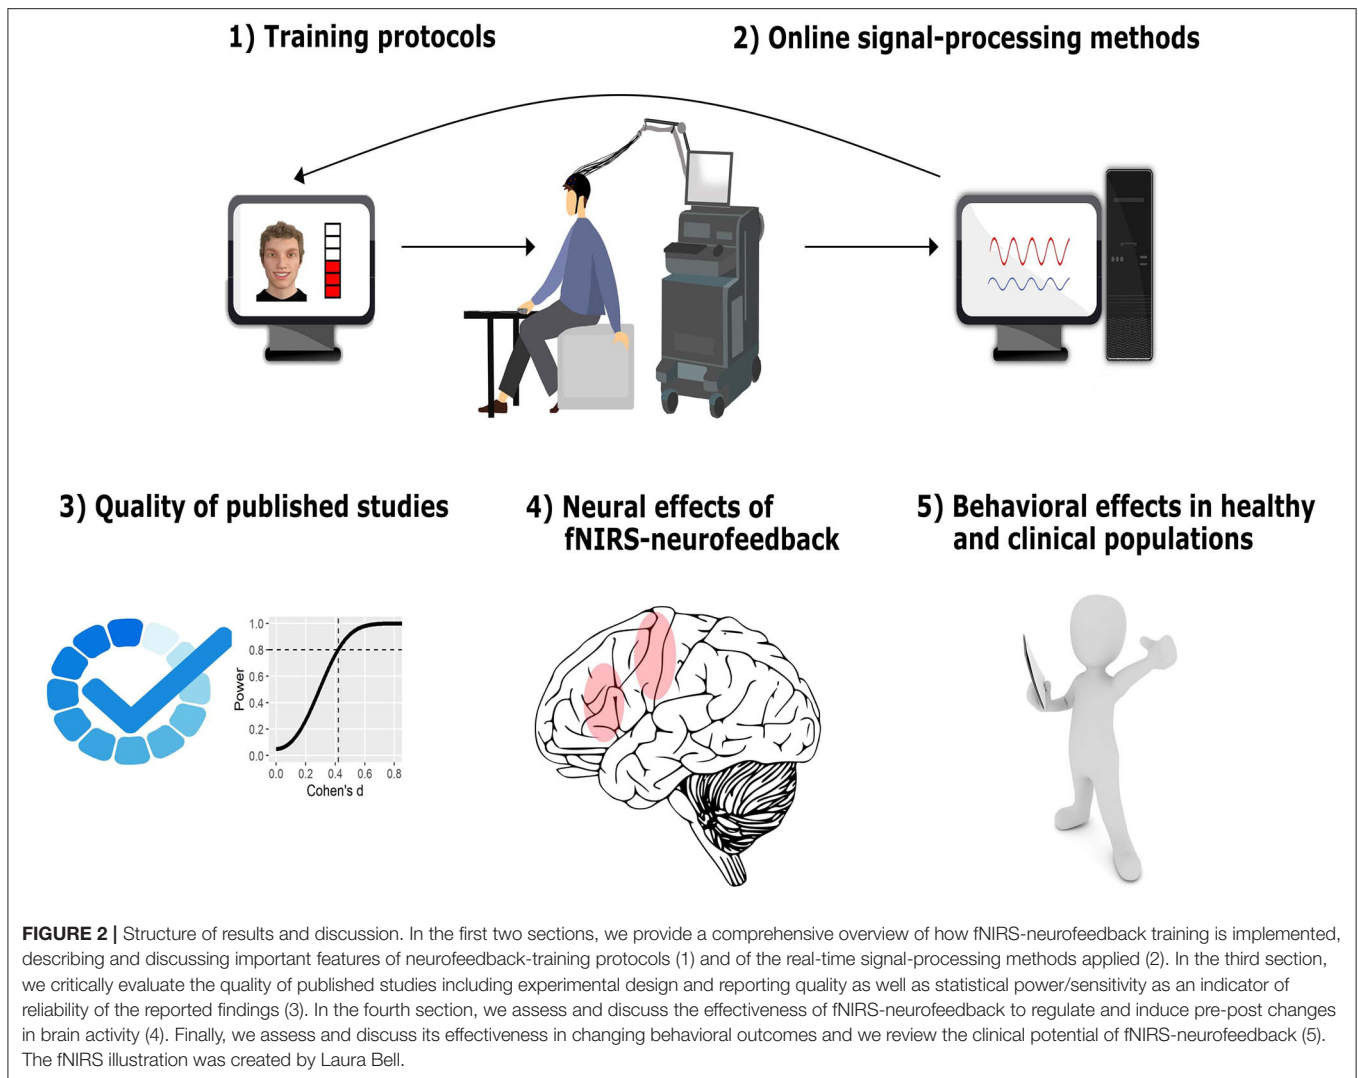 1) Training protocols
2) Online signal-processing methods
3) Quality of published studies
4) Neural effects of
fNIRS-neurofeedback
5) Behavioral effects in healthy
and clinical populations
1.0
0.8
0.6
0.4
0.2
0.0
Power
0.0 0.2 0.4 0.6 0.8
Cohen's d
FIGURE 2 | Structure of results and discussion. In the first two sections, we provide a comprehensive overview of how fNIRS-neurofeedback training is implemented,
describing and discussing important features of neurofeedback-training protocols (1) and of the real-time signal-processing methods applied (2). In the third section,
we critically evaluate the quality of published studies including experimental design and reporting quality as well as statistical power/sensitivity as an indicator of
reliability of the reported findings (3). In the fourth section, we assess and discuss the effectiveness of fNIRS-neurofeedback to regulate and induce pre-post changes
in brain activity (4). Finally, we assess and discuss its effectiveness in changing behavioral outcomes and we review the clinical potential of fNIRS-neurofeedback (5).
The fNIRS illustration was created by Laura Bell.